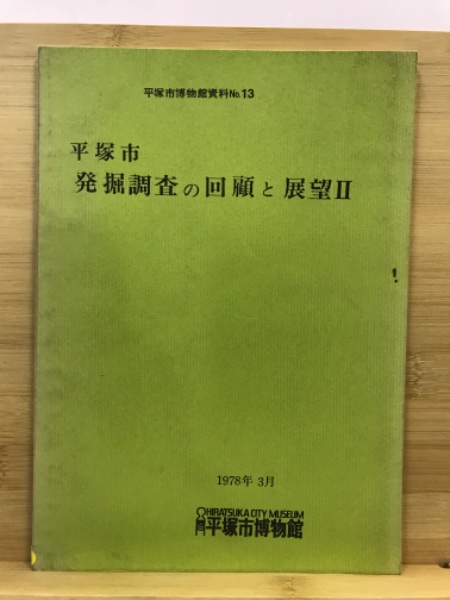 平塚市博物館資料No.13
平塚市
発掘調査の回顧と展望II
1978年 3月
HIRATSUKA CITY MUSEUM
平塚市博物館